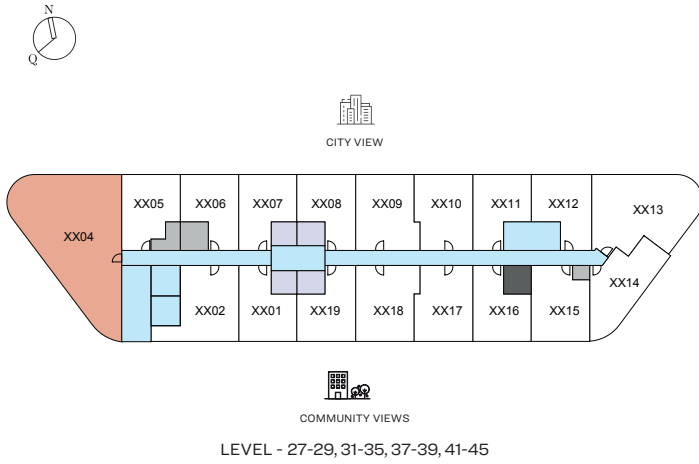 N
Q
CITY VIEW
XX05 XX06 XX07 XX08 XX09 XX10 XX11 XX12
XX04 XX13
XX14
XX02 XX01 XX19 XX18 XX17 XX16 XX15
COMMUNITY VIEWS
LEVEL - 27-29, 31-35, 37-39, 41-45